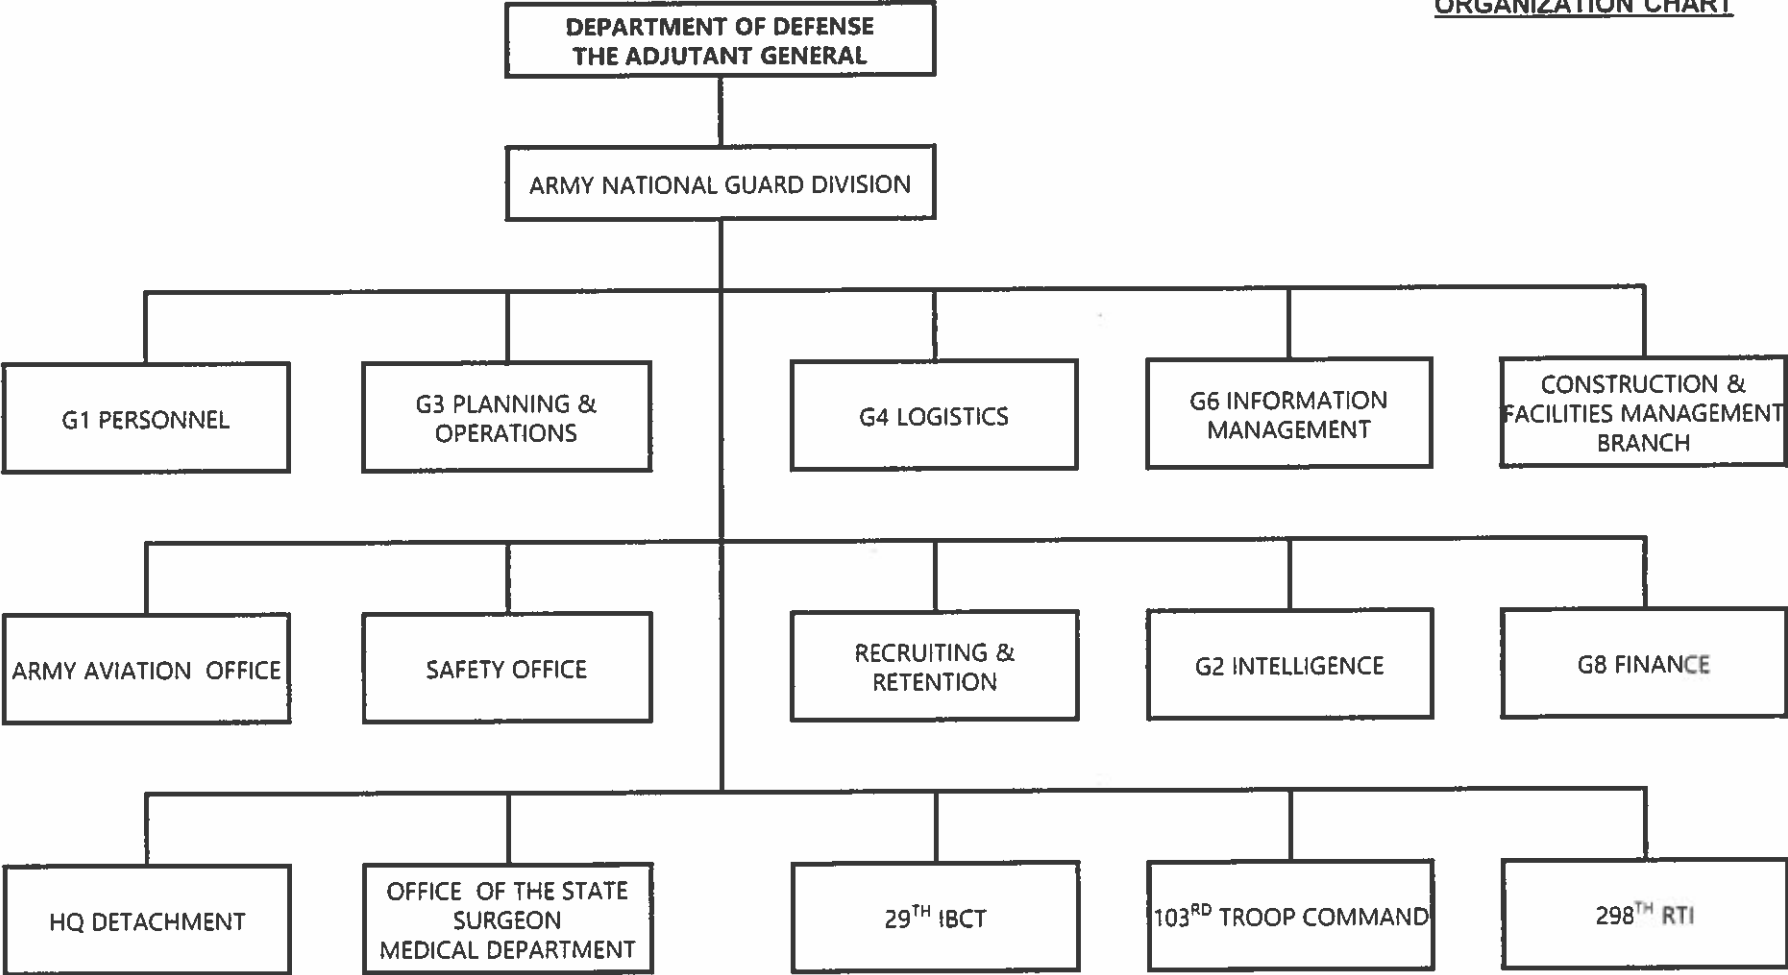 ORGANIZATION CHART
DEPARTMENT OF DEFENSE
THE ADJUTANT GENERAL
ARMY NATIONAL GUARD DIVISION
G1 PERSONNEL
G3 PLANNING &
OPERATIONS
G4 LOGISTICS
G6 INFORMATION
MANAGEMENT
CONSTRUCTION &
FACILITIES MANAGEMENT
BRANCH
ARMY AVIATION OFFICE
SAFETY OFFICE
RECRUITING &
RETENTION
G2 INTELLIGENCE
G8 FINANCE
HQ DETACHMENT
OFFICE OF THE STATE
SURGEON
MEDICAL DEPARTMENT
29TH IBCT
103RD TROOP COMMAND
298TH RTI